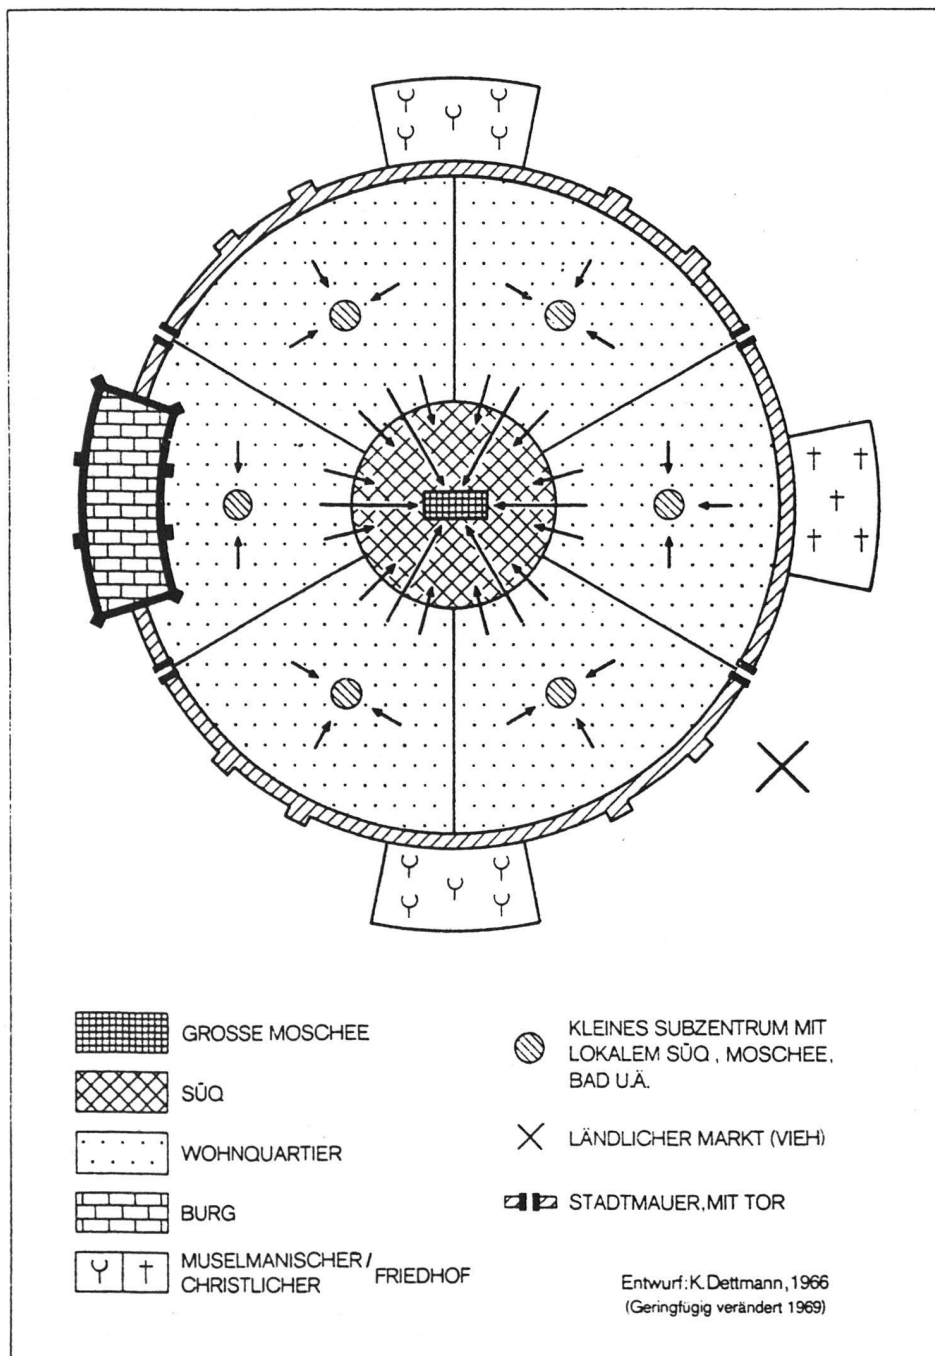 GROSSE MOSCHEE
SŪQ
WOHNQUARTIER
BURG
MUSELMANISCHER/
CHRISTLICHER FRIEDHOF
KLEINES SUBZENTRUM MIT
LOKALEM SŪQ, MOSCHEE,
BAD U.Ä.
LÄNDLICHER MARKT (VIEH)
STADTMAUER, MIT TOR
Entwurf: K. Dettmann, 1966
(Geringfügig verändert 1969)